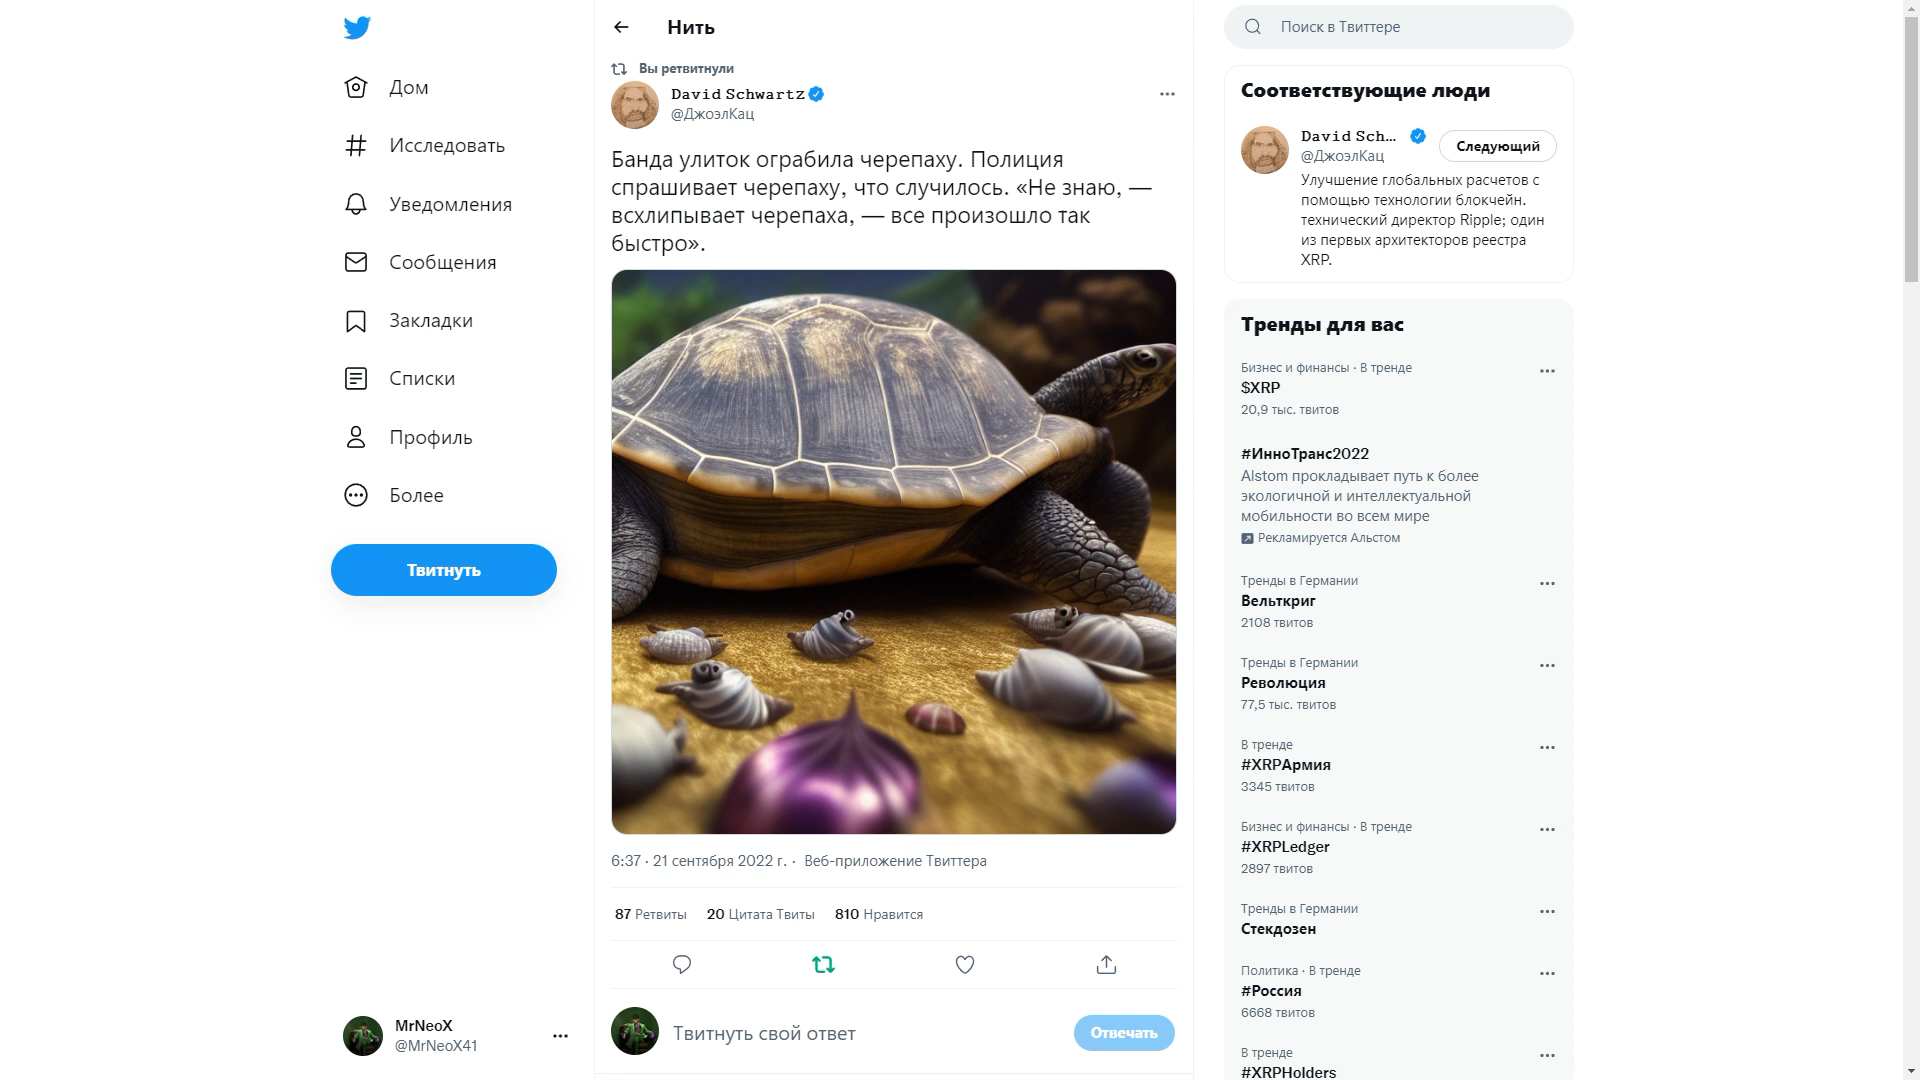 Дом
Исследовать
Уведомления
Сообщения
Закладки
Списки
Профиль
Более
Твитнуть
MrNeoX
@MrNeoX41
Нить
Вы ретвитнули
David Schwartz
@ДжоэлКац
Банда улиток ограбила черепаху. Полиция
спрашивает черепаху, что случилось. «Не знаю, —
всхлипывает черепаха, — все произошло так
быстро».
6:37 · 21 сентября 2022 г. · Веб-приложение Твиттера
87 Ретвиты 20 Цитата Твиты 810 Нравится
Твитнуть свой ответ
Отвечать
Поиск в Твиттере
Соответствующие люди
David Sch...
@ДжоэлКац
Следующий
Улучшение глобальных расчетов с
помощью технологии блокчейн.
технический директор Ripple; один
из первых архитекторов реестра
XRP.
Тренды для вас
Бизнес и финансы · В тренде
$XRP
20,9 тыс. твитов
#ИнноТранс2022
Alstom прокладывает путь к более
экологичной и интеллектуальной
мобильности во всем мире
Рекламируется Альстом
Тренды в Германии
Вельткриг
2108 твитов
Тренды в Германии
Революция
77,5 тыс. твитов
В тренде
#XRPАрмия
3345 твитов
Бизнес и финансы · В тренде
#XRPLedger
2897 твитов
Тренды в Германии
Стекдозен
Политика · В тренде
#Россия
6668 твитов
В тренде
#XRPHolders